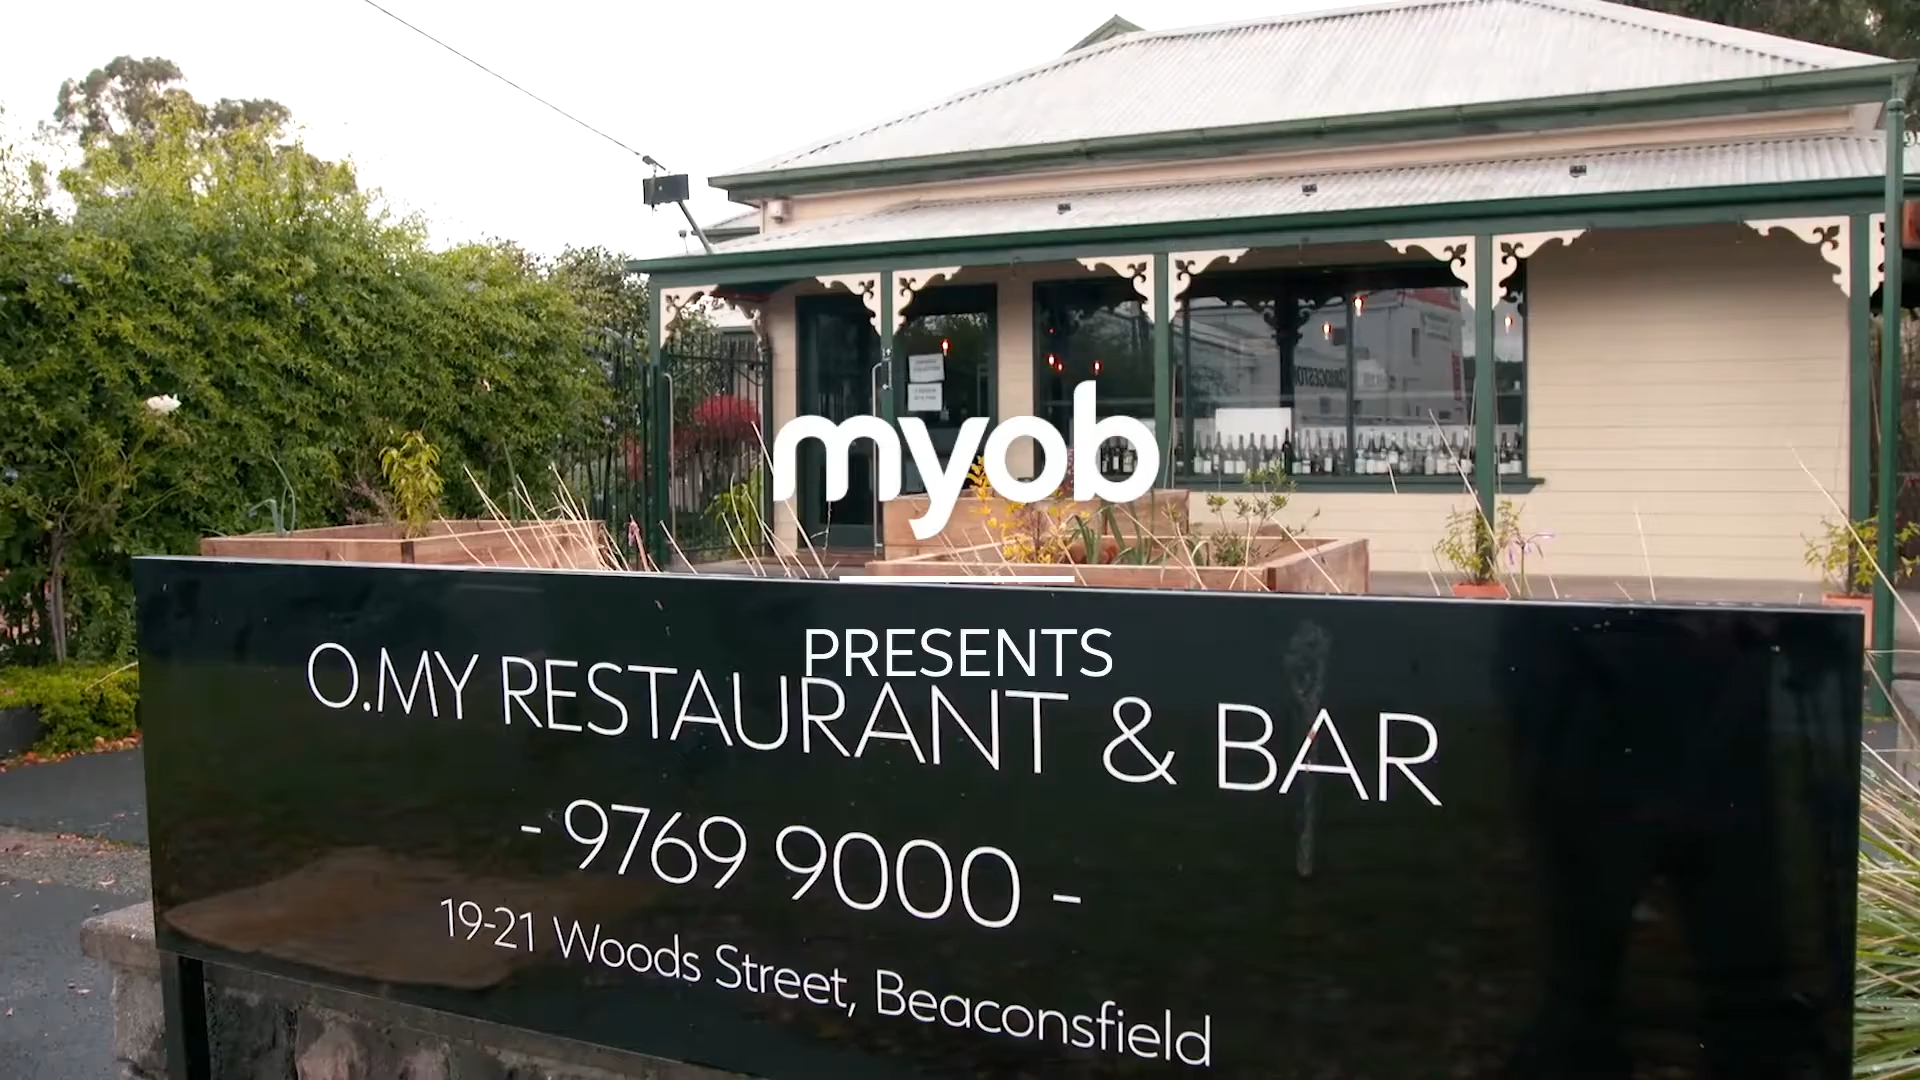 myob
PRESENTS
O.MY RESTAURANT & BAR
- 9769 9000 -
19-21 Woods Street, Beaconsfield